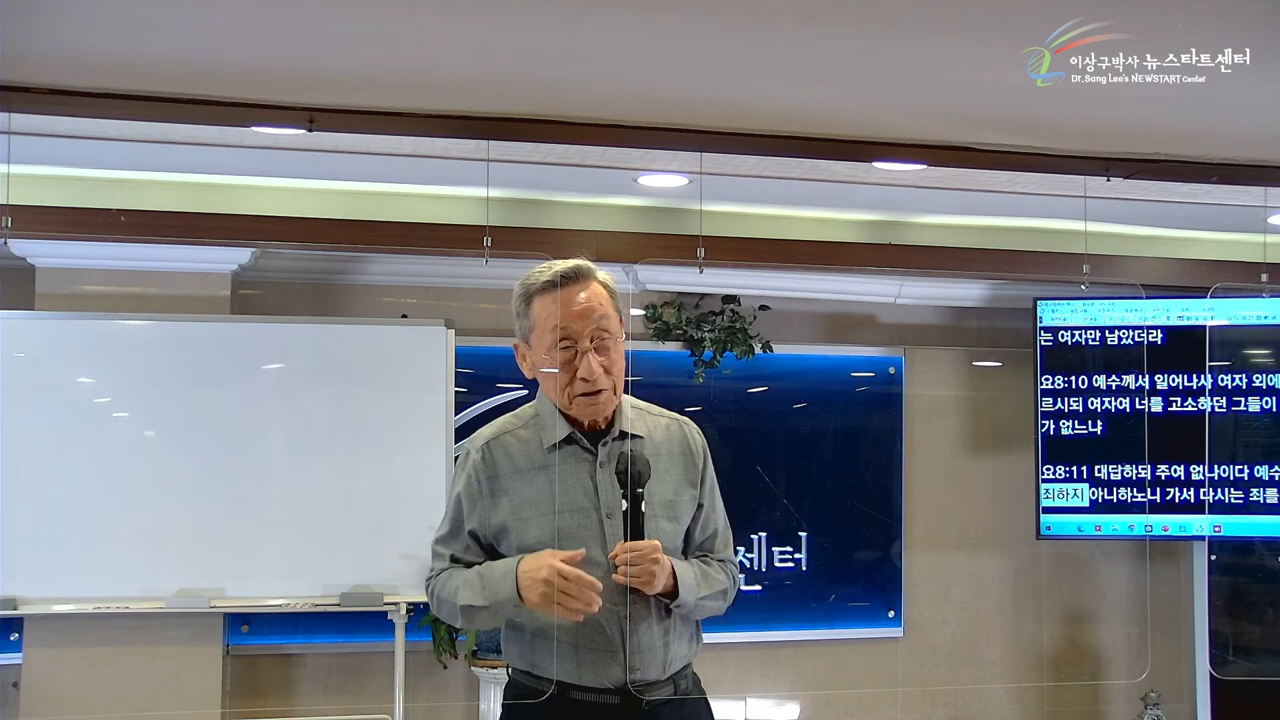 이상구박사 뉴스타트센터
Dr. Sang Lee's NEWSTART Center
는 여자만 남았더라
요8:10 예수께서 일어나사 여자 외에
르시되 여자여 너를 고소하던 그들이
가 없느냐
요8:11 대답하되 주여 없나이다 예수
죄하지 아니하노니 가서 다시는 죄를
센터